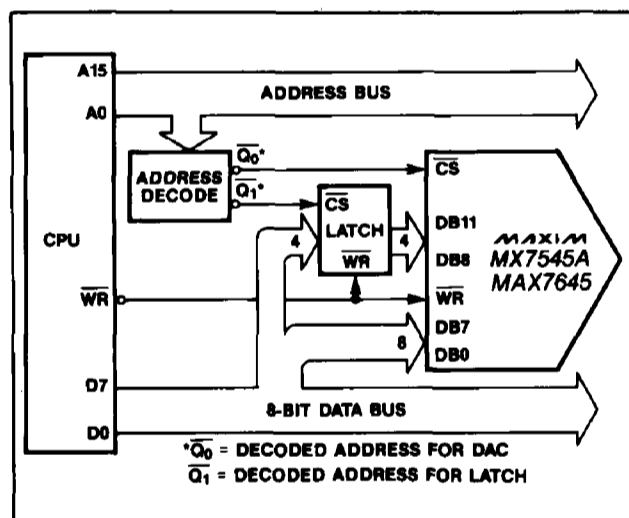 A15
ADDRESS BUS
A0
Q̅0*
Q̅1*
ADDRESS
DECODE
C̅S̅
C̅S̅
LATCH
4
4
W̅R̅
CPU
DB11
MAXIM
MX7545A
DB8
MAX7645
W̅R̅
W̅R̅
DB7
8
DB0
D7
8-BIT DATA BUS
D0
*Q̅0 = DECODED ADDRESS FOR DAC
Q̅1 = DECODED ADDRESS FOR LATCH